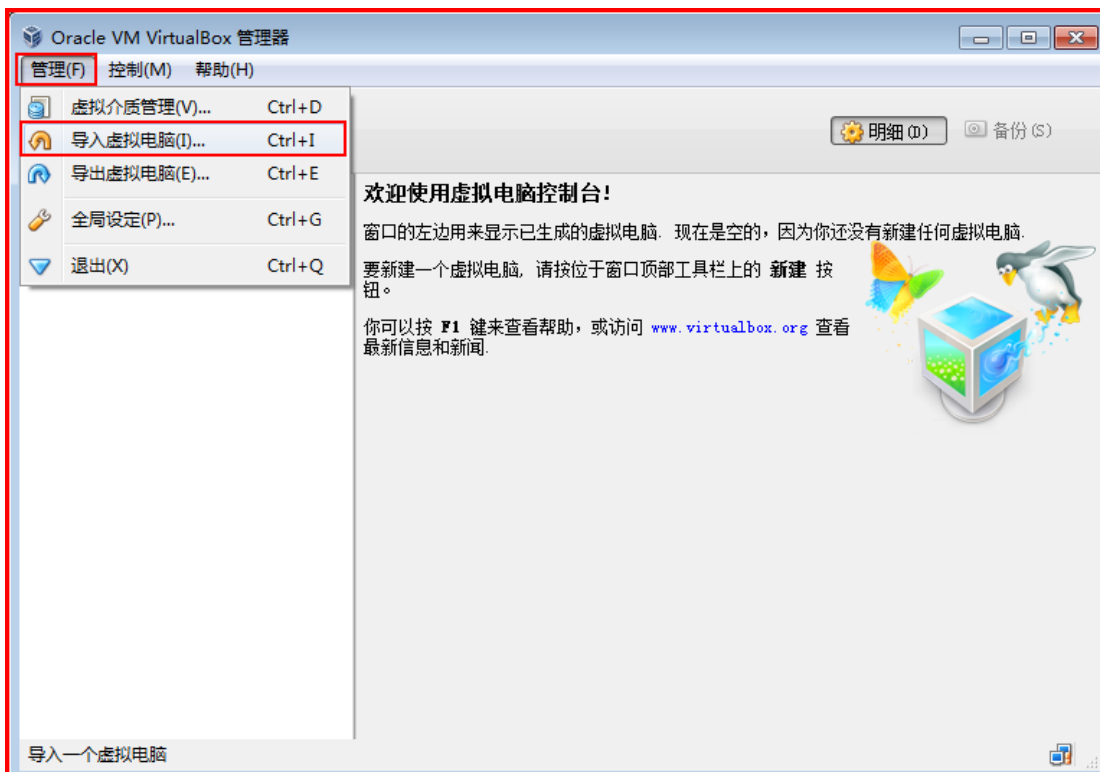 Oracle VM VirtualBox 管理器
管理(F) 控制(M) 帮助(H)
虚拟介质管理(V)... Ctrl+D
导入虚拟电脑(I)... Ctrl+I
导出虚拟电脑(E)... Ctrl+E
全局设定(P)... Ctrl+G
退出(X) Ctrl+Q
明细(D) 备份(S)
欢迎使用虚拟电脑控制台!
窗口的左边用来显示已生成的虚拟电脑. 现在是空的,因为你还没有新建任何虚拟电脑.
要新建一个虚拟电脑, 请按位于窗口顶部工具栏上的 新建 按
钮。
你可以按 F1 键来查看帮助,或访问 www.virtualbox.org 查看
最新信息和新闻.
导入一个虚拟电脑